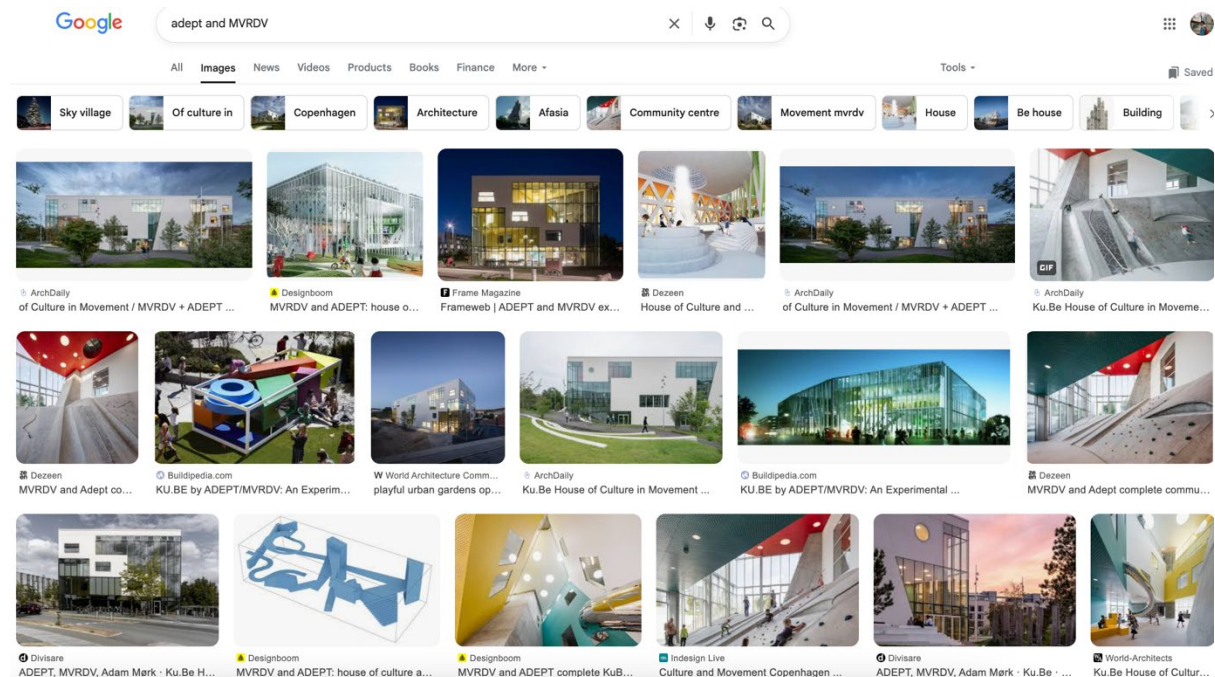 Google
adept and MVRDV
All Images News Videos Products Books Finance More Tools
Saved
Sky village Of culture in Copenhagen Architecture Afasia Community centre Movement mvrdv House Be house Building
ArchDaily
of Culture in Movement / MVRDV + ADEPT ...
Designboom
MVRDV and ADEPT: house o...
Frame Magazine
Frameweb | ADEPT and MVRDV ex...
Dezeen
House of Culture and ...
ArchDaily
of Culture in Movement / MVRDV + ADEPT ...
GIF
ArchDaily
Ku.Be House of Culture in Moveme...
Dezeen
MVRDV and Adept co...
Buildipedia.com
KU.BE by ADEPT/MVRDV: An Experim...
World Architecture Comm...
playful urban gardens op...
ArchDaily
Ku.Be House of Culture in Movement ...
Buildipedia.com
KU.BE by ADEPT/MVRDV: An Experimental ...
Dezeen
MVRDV and Adept complete commu...
Divisare
ADEPT, MVRDV, Adam Mørk · Ku.Be H...
Designboom
MVRDV and ADEPT: house of culture a...
Designboom
MVRDV and ADEPT complete KuB...
Indesign Live
Culture and Movement Copenhagen ...
Divisare
ADEPT, MVRDV, Adam Mørk · Ku.Be · ...
World-Architects
Ku.Be House of Cultur...